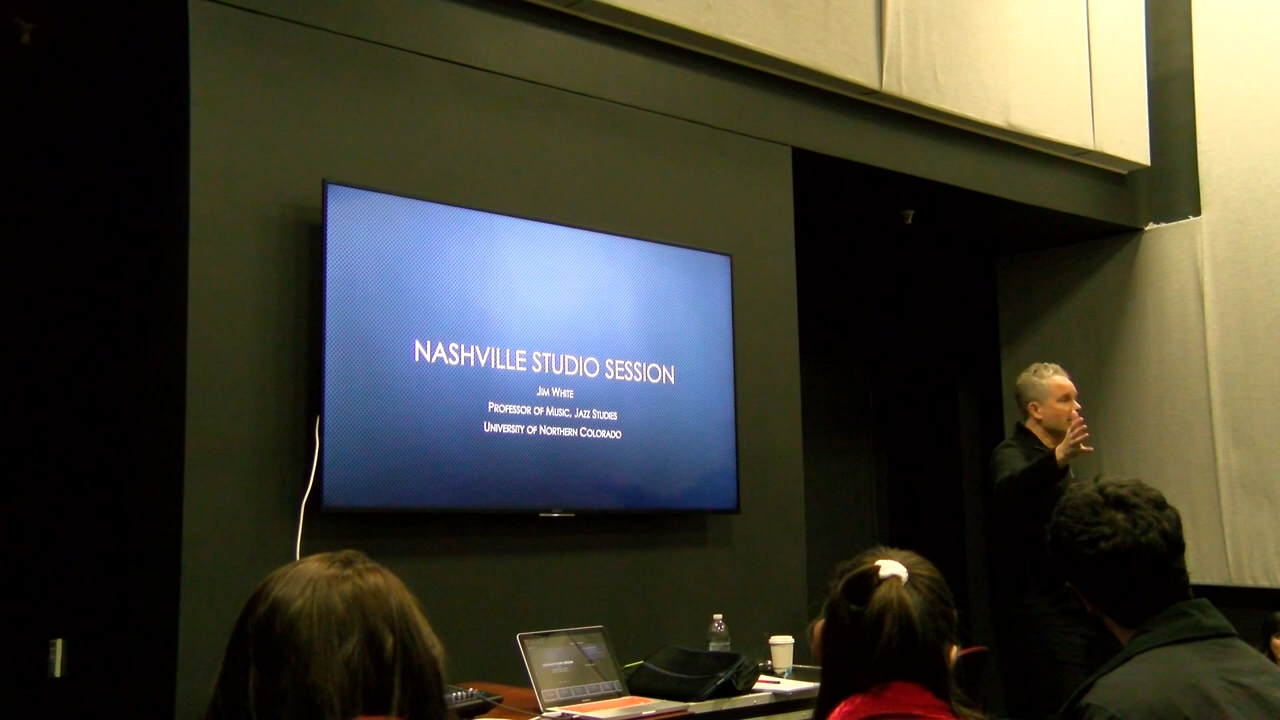 NASHVILLE STUDIO SESSION
JIM WHITE
PROFESSOR OF MUSIC, JAZZ STUDIES
UNIVERSITY OF NORTHERN COLORADO